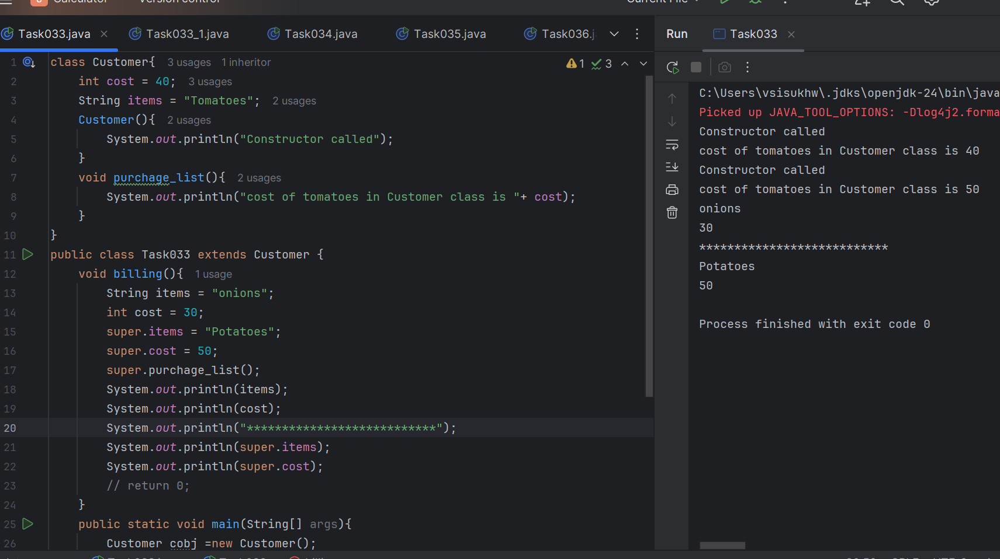 Calculator
Version control
Current File
Task033.java
Task033_1.java
Task034.java
Task035.java
Task036.j
Run
Task033
1 class Customer{ 3 usages 1 inheritor
1 3
2 int cost = 40; 3 usages
3 String items = "Tomatoes"; 2 usages
4 Customer(){ 2 usages
5 System.out.println("Constructor called");
6 }
7 void purchage_list(){ 2 usages
8 System.out.println("cost of tomatoes in Customer class is "+ cost);
9 }
10 }
11 public class Task033 extends Customer {
12 void billing(){ 1 usage
13 String items = "onions";
14 int cost = 30;
15 super.items = "Potatoes";
16 super.cost = 50;
17 super.purchage_list();
18 System.out.println(items);
19 System.out.println(cost);
20 System.out.println("***************************");
21 System.out.println(super.items);
22 System.out.println(super.cost);
23 // return 0;
24 }
25 public static void main(String[] args){
26 Customer cobj =new Customer();
C:\Users\vsisukhw\.jdks\openjdk-24\bin\java
Picked up JAVA_TOOL_OPTIONS: -Dlog4j2.forma
Constructor called
cost of tomatoes in Customer class is 40
Constructor called
cost of tomatoes in Customer class is 50
onions
30
***************************
Potatoes
50
Process finished with exit code 0